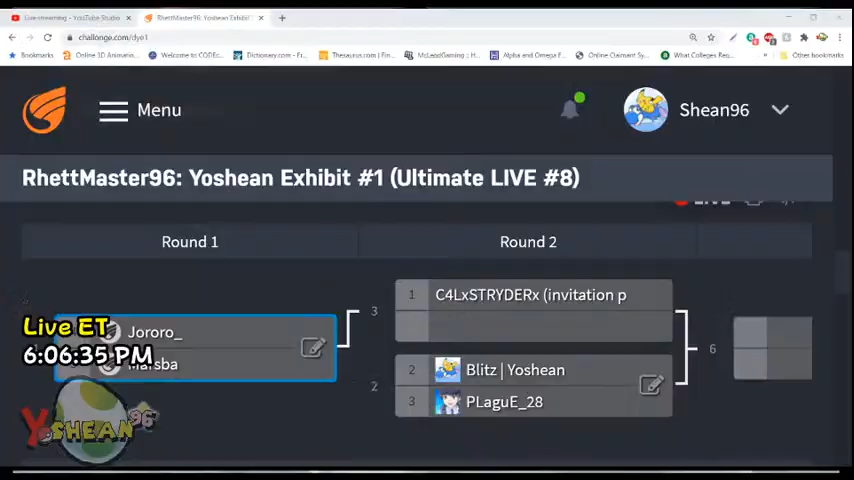 Live streaming - YouTube Studio
RhettMaster96: Yoshean Exhibit
challonge.com/dye1
Bookmarks
Online 3D Animatio...
Welcome to CODEc...
Dictionary.com - Fr...
Thesaurus.com | Fin...
McLeodGaming :: H...
Alpha and Omega F...
Online Claimant Sy...
What Colleges Req...
Other bookmarks
Menu
Shean96
RhettMaster96: Yoshean Exhibit #1 (Ultimate LIVE #8)
LIVE
Round 1
Round 2
1
C4LxSTRYDERx (invitation p
3
Live ET
Jororo_
6:06:35 PM
Marsba
6
2
Blitz | Yoshean
2
3
PLaguE_28
YOSHEAN96